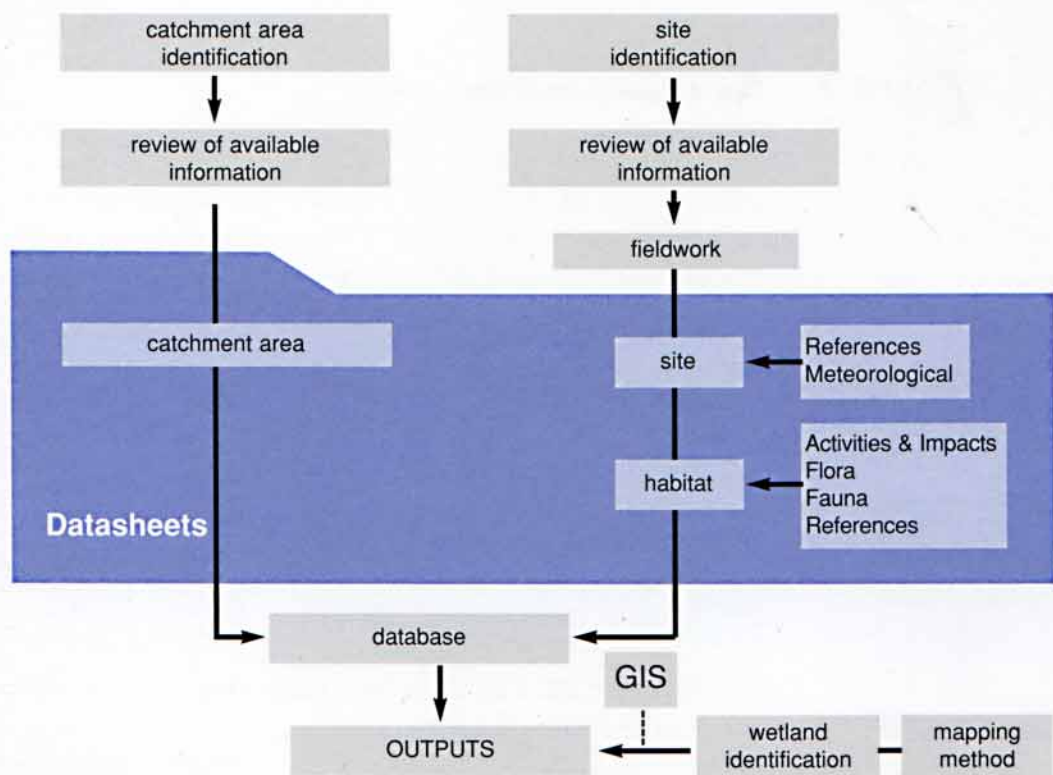 catchment area
identification
site
identification
review of available
information
review of available
information
fieldwork
catchment area
site
References
Meteorological
habitat
Activities & Impacts
Flora
Fauna
References
Datasheets
database
GIS
OUTPUTS
wetland
identification
mapping
method